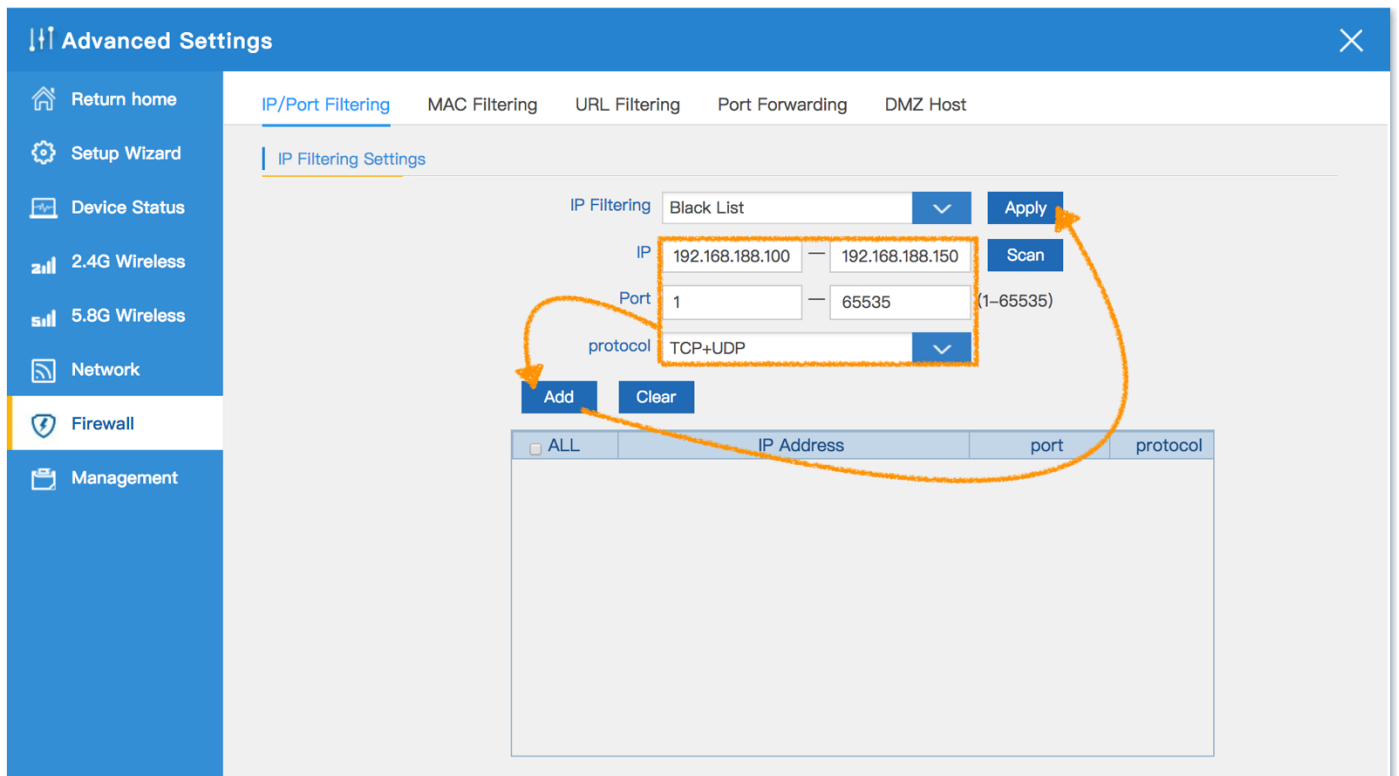 Advanced Settings
Return home
Setup Wizard
Device Status
2.4G Wireless
5.8G Wireless
Network
Firewall
Management
IP/Port Filtering MAC Filtering URL Filtering Port Forwarding DMZ Host
IP Filtering Settings
IP Filtering Black List Apply
IP 192.168.188.100 — 192.168.188.150 Scan
Port 1 — 65535 (1-65535)
protocol TCP+UDP
Add Clear
ALL IP Address port protocol